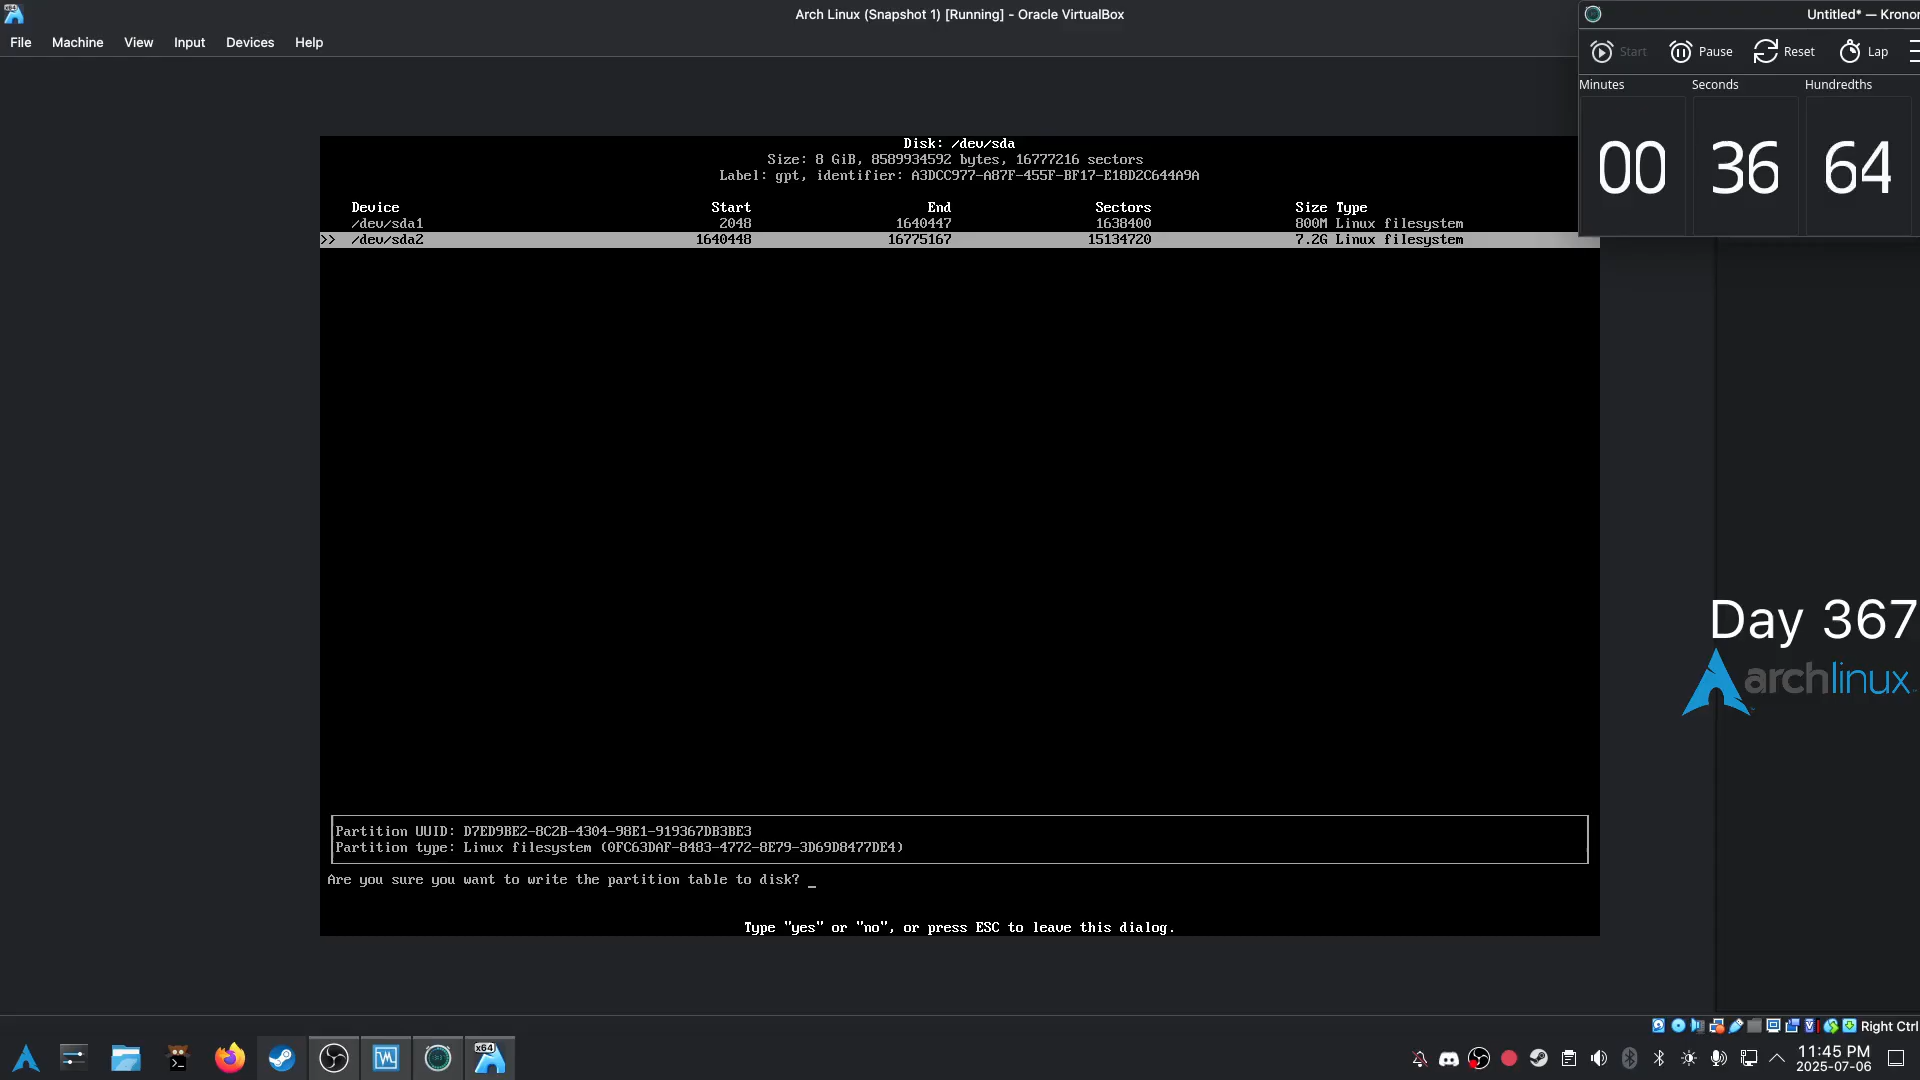 Arch Linux (Snapshot 1) [Running] - Oracle VirtualBox
File Machine View Input Devices Help
Untitled* — Krono
Start Pause Reset Lap
Minutes Seconds Hundredths
00 36 64
Disk: /dev/sda
Size: 8 GiB, 8589934592 bytes, 16777216 sectors
Label: gpt, identifier: A3DCC977-A87F-455F-BF17-E18D2C644A9A
Device Start End Sectors Size Type
/dev/sda1 2048 1640447 1638400 800M Linux filesystem
>> /dev/sda2 1640448 16775167 15134720 7.2G Linux filesystem
Day 367
archlinux
Partition UUID: D7ED9BE2-8C2B-4304-98E1-919367DB3BE3
Partition type: Linux filesystem (0FC63DAF-8483-4772-8E79-3D69D8477DE4)
Are you sure you want to write the partition table to disk? _
Type "yes" or "no", or press ESC to leave this dialog.
Right Ctrl
x64
11:45 PM
2025-07-06